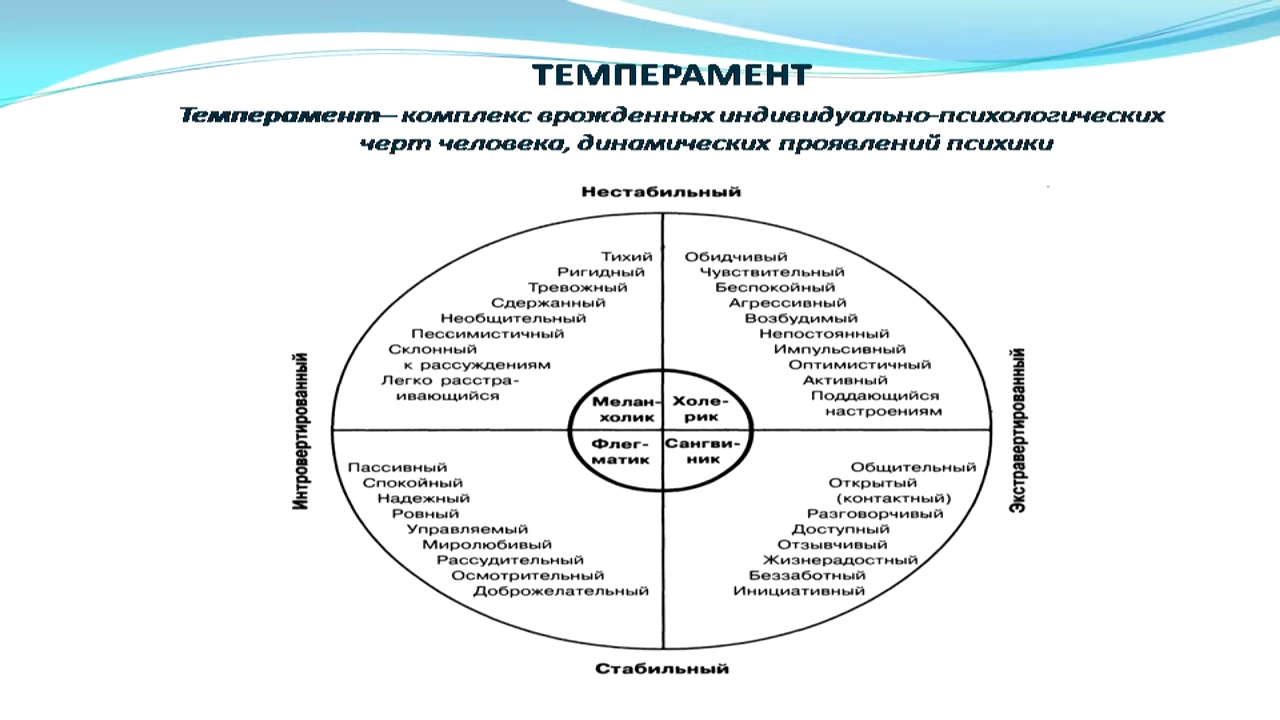 ТЕМПЕРАМЕНТ
Темперамент– комплекс врожденных индивидуально-психологических
черт человека, динамических проявлений психики
Нестабильный
Тихий
Ригидный
Тревожный
Сдержанный
Необщительный
Пессимистичный
Склонный
к рассуждениям
Легко расстра-
ивающийся
Обидчивый
Чувствительный
Беспокойный
Агрессивный
Возбудимый
Непостоянный
Импульсивный
Оптимистичный
Активный
Поддающийся
настроениям
Интровертированный
Экстравертированный
Мелан-
холик
Холе-
рик
Флег-
матик
Сангви-
ник
Пассивный
Спокойный
Надежный
Ровный
Управляемый
Миролюбивый
Рассудительный
Осмотрительный
Доброжелательный
Общительный
Открытый
(контактный)
Разговорчивый
Доступный
Отзывчивый
Жизнерадостный
Беззаботный
Инициативный
Стабильный